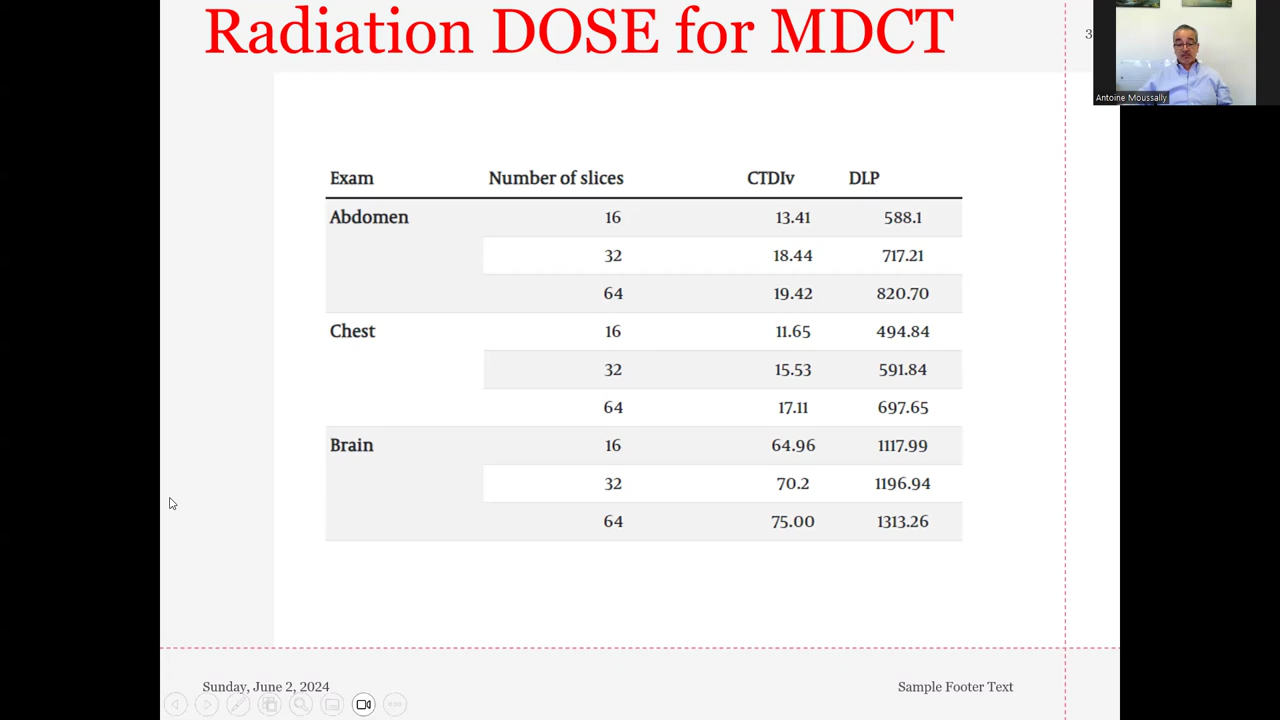 Radiation DOSE for MDCT
3
Antoine Moussally
Exam Number of slices CTDIv DLP
Abdomen 16 13.41 588.1
32 18.44 717.21
64 19.42 820.70
Chest 16 11.65 494.84
32 15.53 591.84
64 17.11 697.65
Brain 16 64.96 1117.99
32 70.2 1196.94
64 75.00 1313.26
Sunday, June 2, 2024 Sample Footer Text